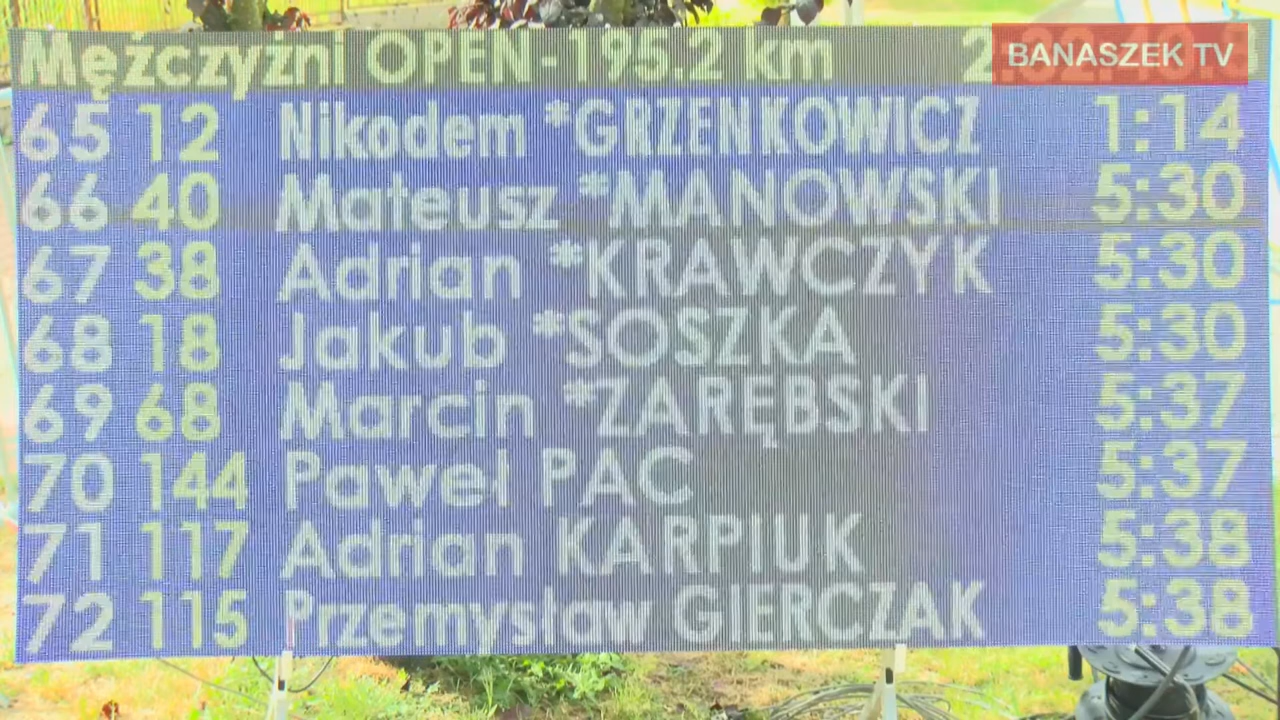 Mężczyźni OPEN - 195.2 km
BANASZEK TV
65 12 Nikodem *GRZENKOWICZ 1:14
66 40 Mateusz *MANOWSKI 5:30
67 38 Adrian *KRAWCZYK 5:30
68 18 Jakub *SOSZKA 5:30
69 68 Marcin *ZARĘBSKI 5:37
70 144 Paweł PAC 5:37
71 117 Adrian KARPIUK 5:38
72 115 Przemysław GIERCZAK 5:38